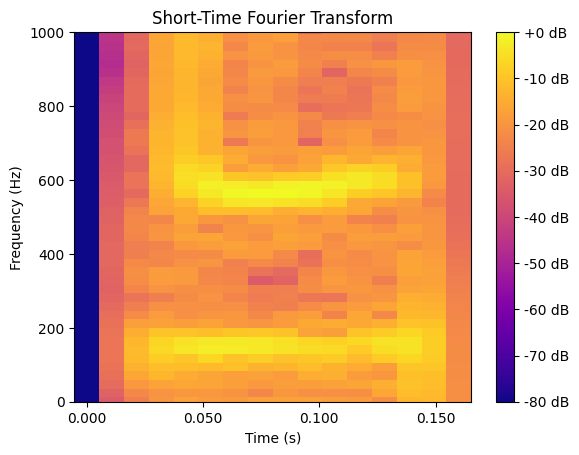 Short-Time Fourier Transform
Frequency (Hz)
1000
800
600
400
200
0
0.000
0.050
0.100
0.150
Time (s)
+0 dB
-10 dB
-20 dB
-30 dB
-40 dB
-50 dB
-60 dB
-70 dB
-80 dB